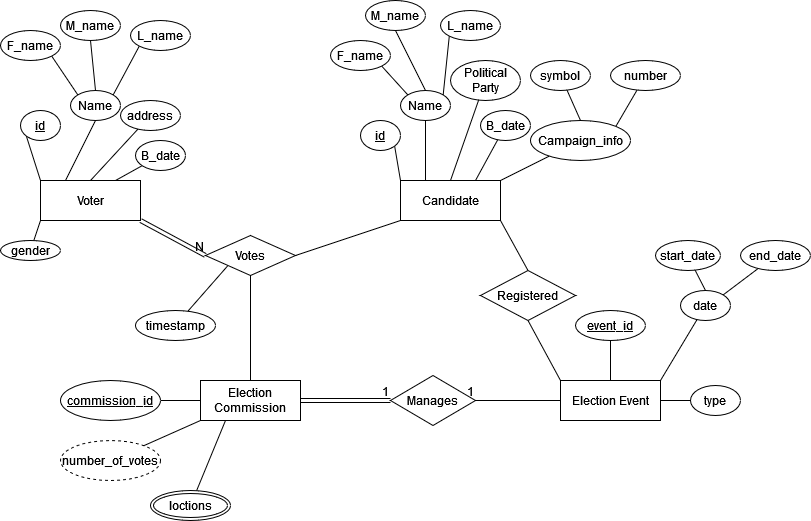 M_name
F_name
L_name
Name
id
address
B_date
Voter
gender
M_name
L_name
F_name
Political
Party
symbol
number
Name
id
B_date
Campaign_info
Candidate
N
Votes
timestamp
Registered
start_date
end_date
date
event_id
Election
Commission
commission_id
1
Manages
1
Election Event
type
number_of_votes
loctions